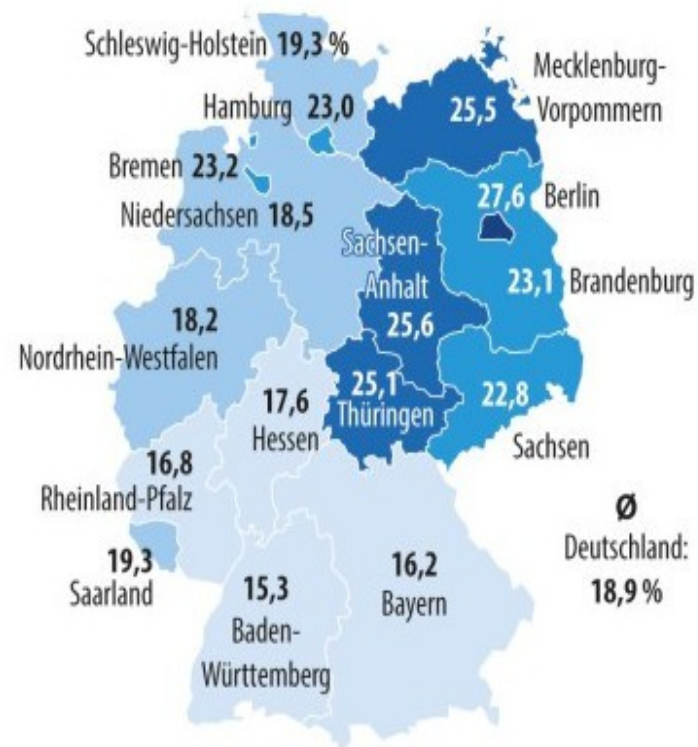 Schleswig-Holstein 19,3 %
Mecklenburg-
Vorpommern
25,5
Hamburg 23,0
Bremen 23,2
27,6 Berlin
Niedersachsen 18,5
Sachsen-
Anhalt
25,6
23,1 Brandenburg
18,2
Nordrhein-Westfalen
25,1
Thüringen
22,8
Sachsen
17,6
Hessen
16,8
Rheinland-Pfalz
Ø
Deutschland:
18,9 %
19,3
Saarland
15,3
Baden-
Württemberg
16,2
Bayern